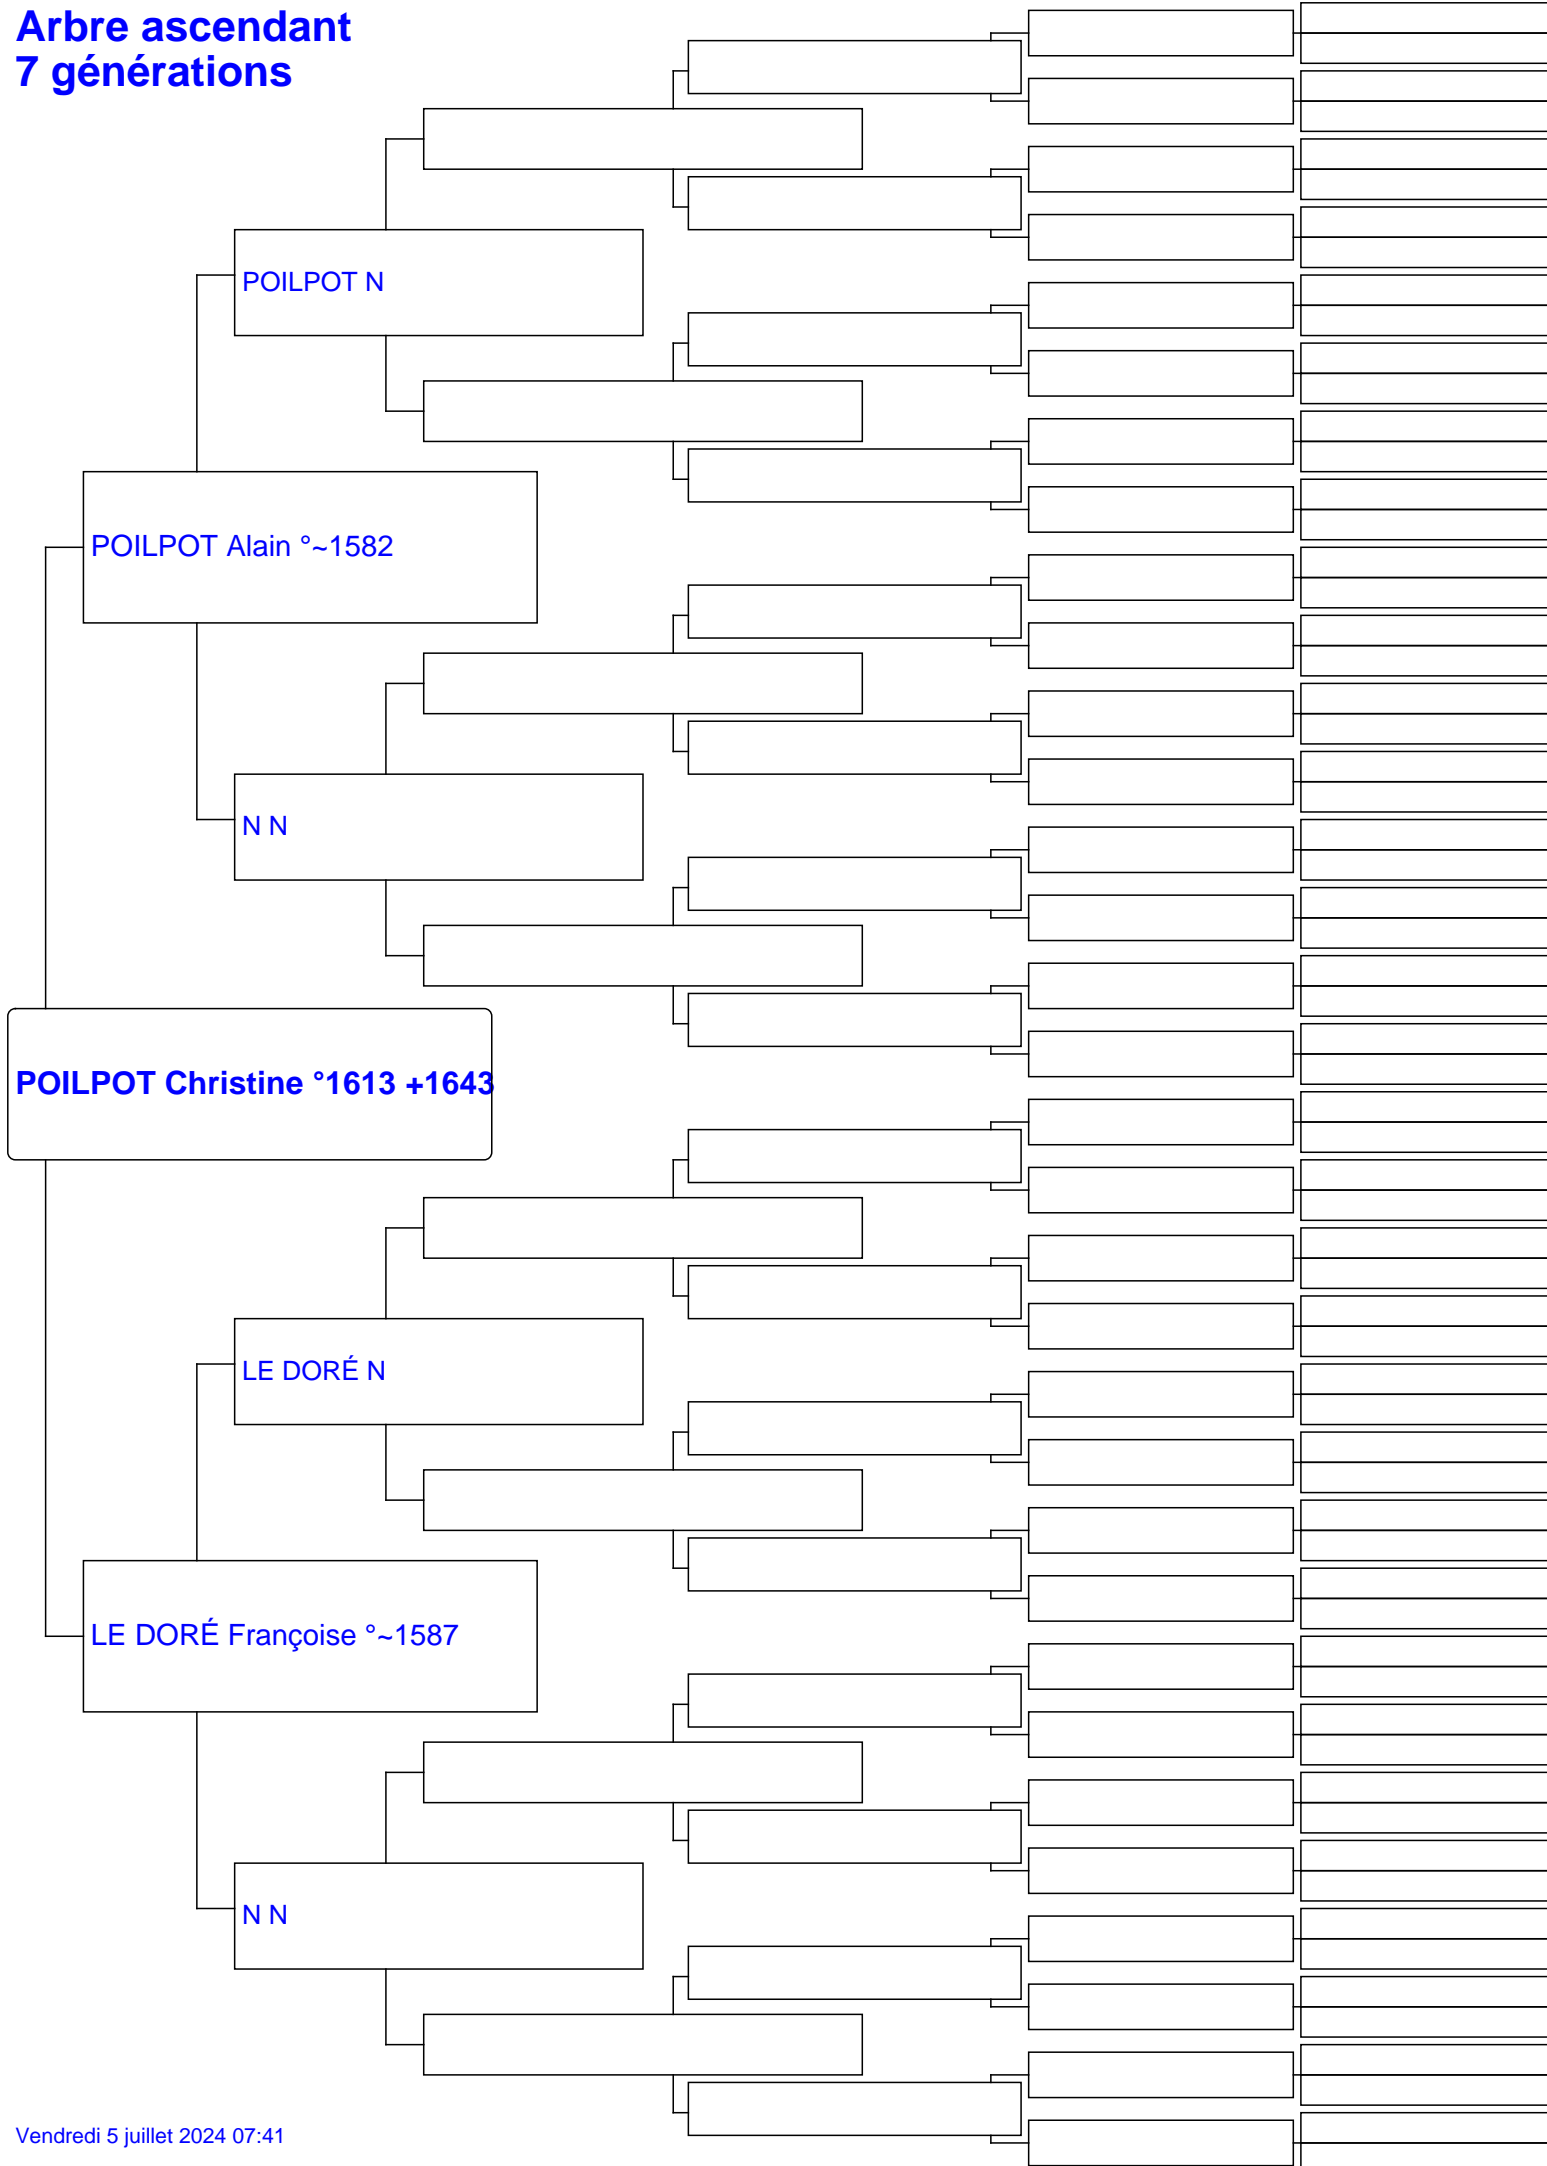 Arbre ascendant
7 générations
POILPOT N
POILPOT Alain °~1582
N N
POILPOT Christine °1613 +1643
LE DORÉ N
LE DORÉ Françoise °~1587
N N
Vendredi 5 juillet 2024 07:41